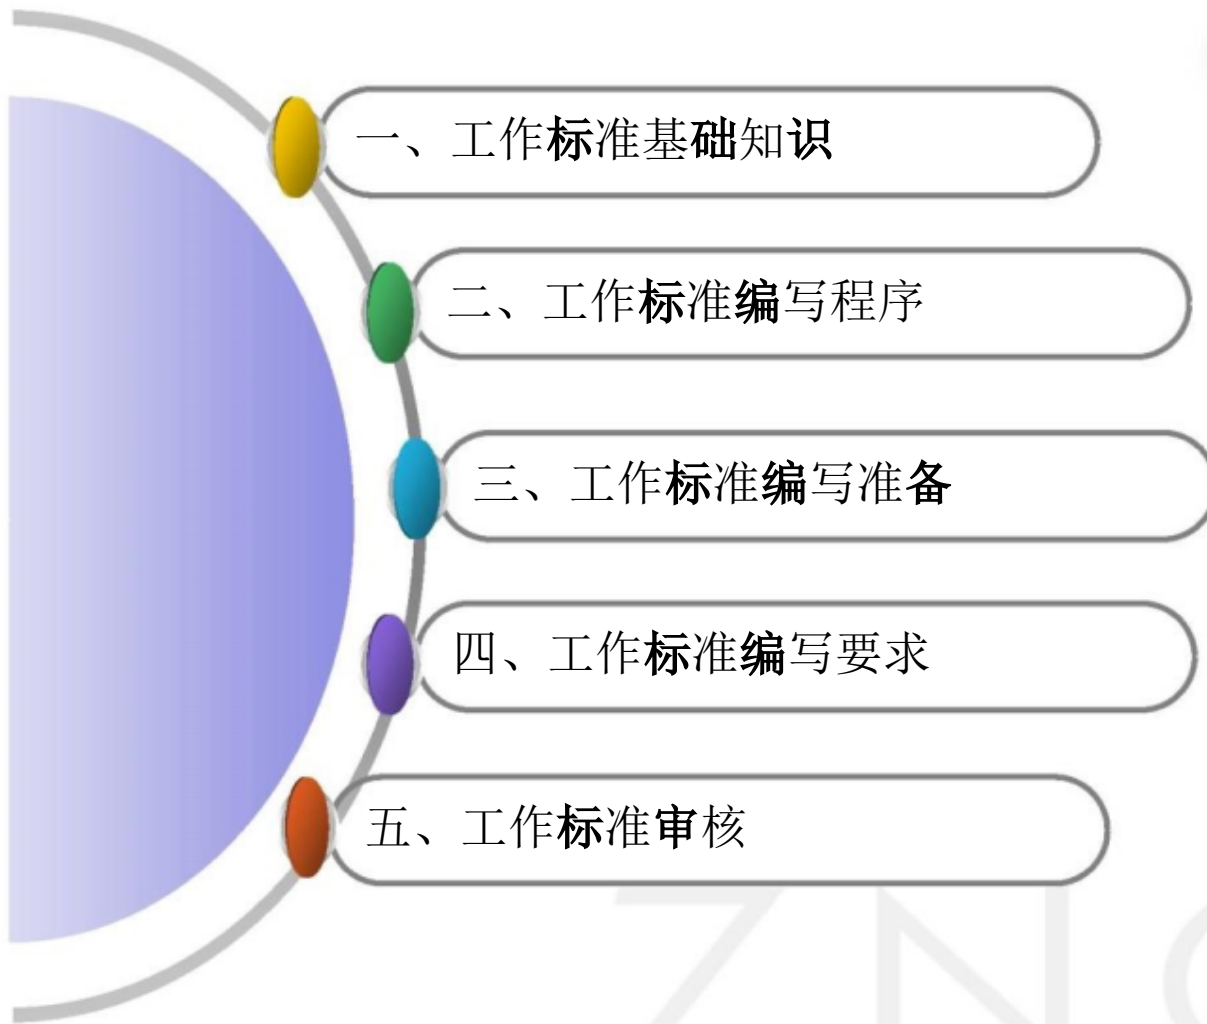 一、工作标准基础知识
二、工作标准编写程序
三、工作标准编写准备
四、工作标准编写要求
五、工作标准审核